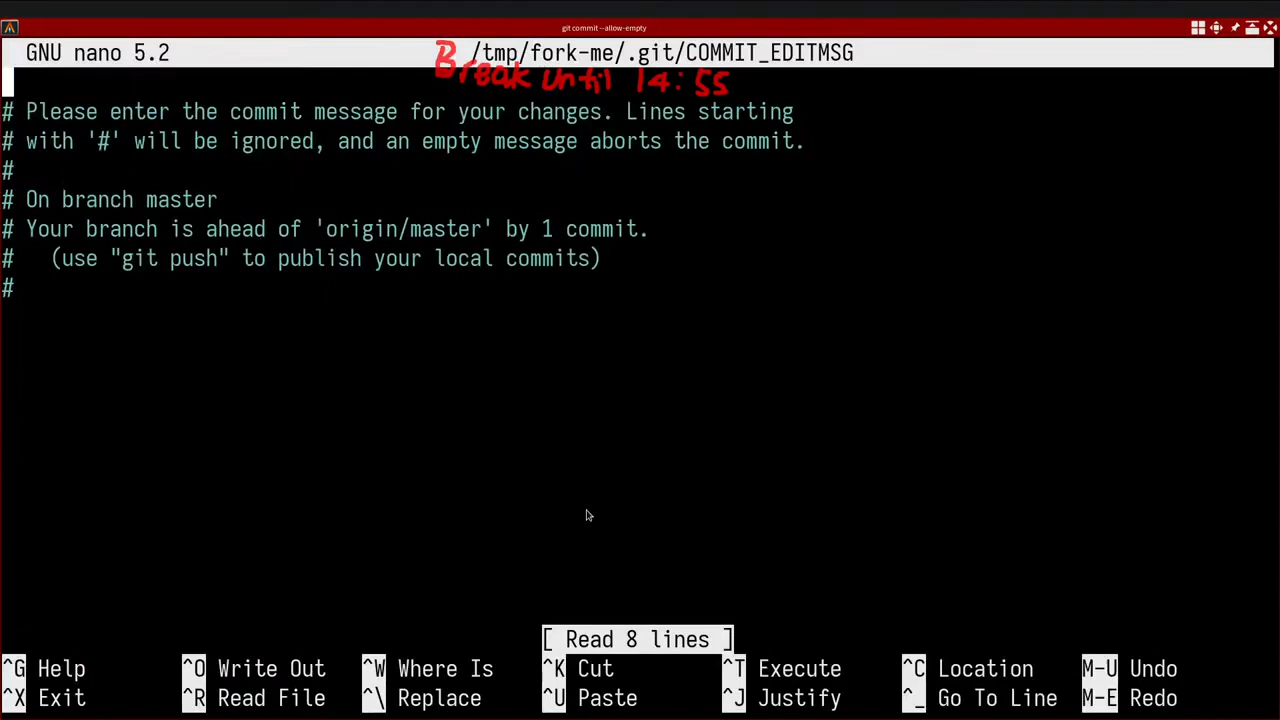 git commit --allow-empty
GNU nano 5.2 /tmp/fork-me/.git/COMMIT_EDITMSG
Break until 14:55
# Please enter the commit message for your changes. Lines starting
# with '#' will be ignored, and an empty message aborts the commit.
#
# On branch master
# Your branch is ahead of 'origin/master' by 1 commit.
#   (use "git push" to publish your local commits)
#
[ Read 8 lines ]
^G Help ^O Write Out ^W Where Is ^K Cut ^T Execute ^C Location M-U Undo
^X Exit ^R Read File ^\ Replace ^U Paste ^J Justify ^_ Go To Line M-E Redo